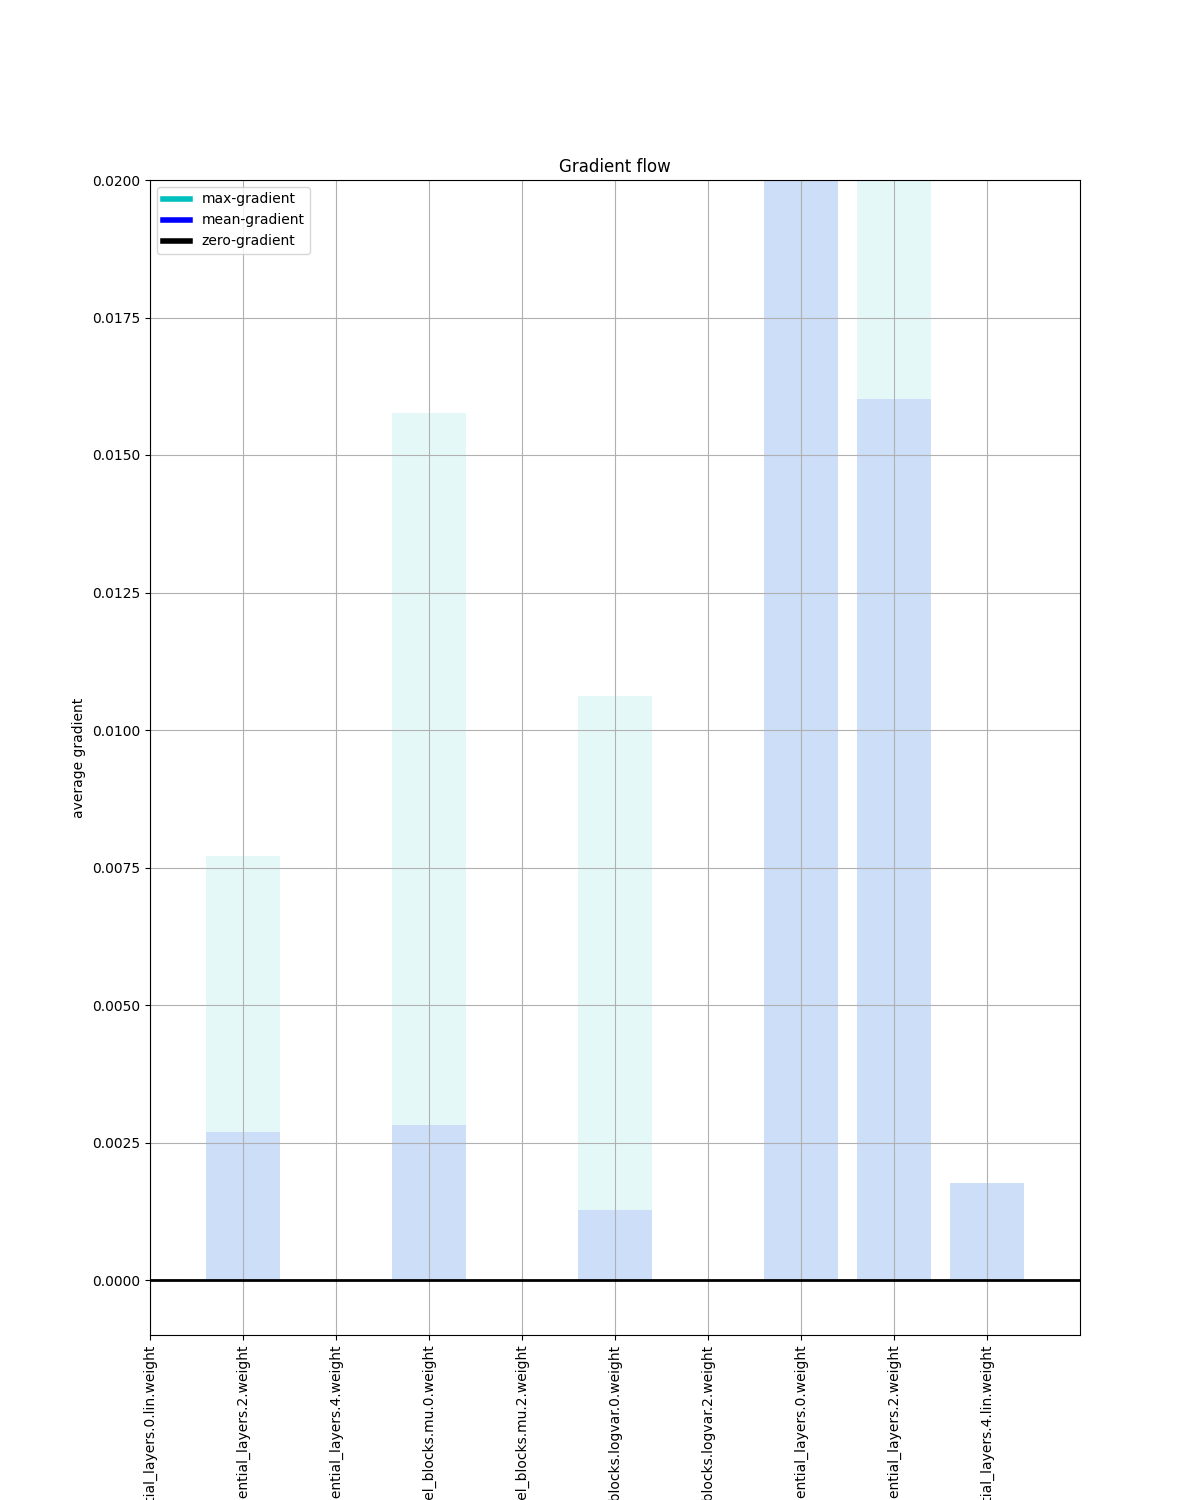 Gradient flow
max-gradient
mean-gradient
zero-gradient
0.0200
0.0175
0.0150
0.0125
0.0100
0.0075
0.0050
0.0025
0.0000
average gradient
tial_layers.0.lin.weight
ential_layers.2.weight
ential_layers.4.weight
el_blocks.mu.0.weight
el_blocks.mu.2.weight
blocks.logvar.0.weight
blocks.logvar.2.weight
ential_layers.0.weight
ential_layers.2.weight
tial_layers.4.lin.weight